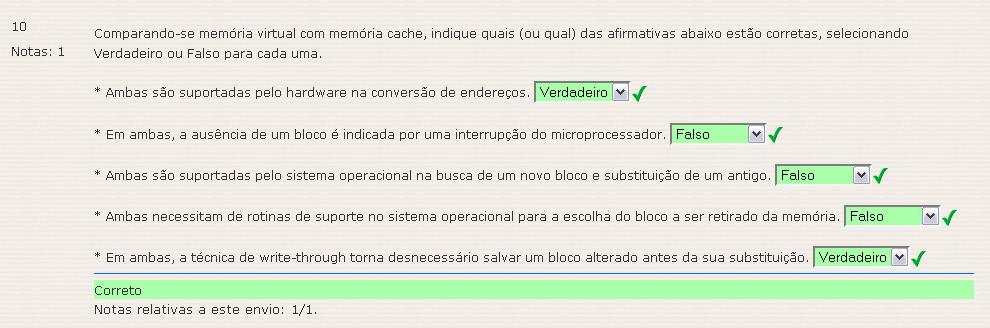 10
Notas: 1
Comparando-se memória virtual com memória cache, indique quais (ou qual) das afirmativas abaixo estão corretas, selecionando
Verdadeiro ou Falso para cada uma.
* Ambas são suportadas pelo hardware na conversão de endereços. Verdadeiro
* Em ambas, a ausência de um bloco é indicada por uma interrupção do microprocessador. Falso
* Ambas são suportadas pelo sistema operacional na busca de um novo bloco e substituição de um antigo. Falso
* Ambas necessitam de rotinas de suporte no sistema operacional para a escolha do bloco a ser retirado da memória. Falso
* Em ambas, a técnica de write-through torna desnecessário salvar um bloco alterado antes da sua substituição. Verdadeiro
Correto
Notas relativas a este envio: 1/1.